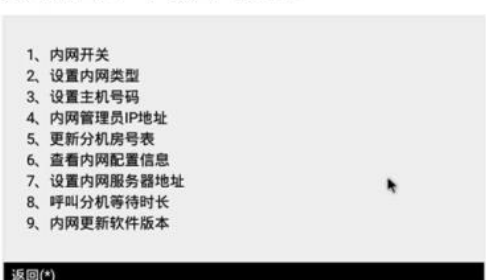 1、内网开关
2、设置内网类型
3、设置主机号码
4、内网管理员IP地址
5、更新分机房号表
6、查看内网配置信息
7、设置内网服务器地址
8、呼叫分机等待时长
9、内网更新软件版本
返回(*)